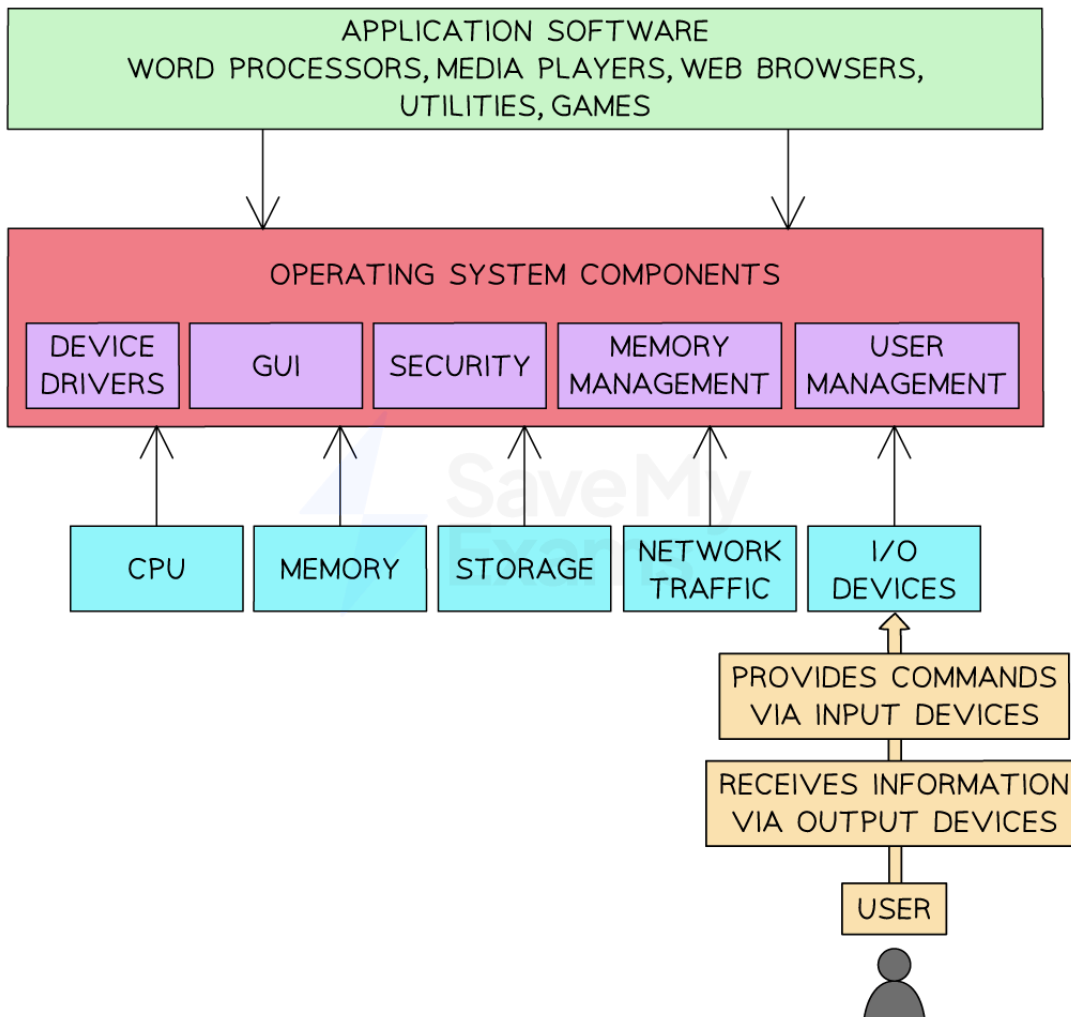 APPLICATION SOFTWARE
WORD PROCESSORS, MEDIA PLAYERS, WEB BROWSERS,
UTILITIES, GAMES
OPERATING SYSTEM COMPONENTS
DEVICE
DRIVERS
GUI
SECURITY
MEMORY
MANAGEMENT
USER
MANAGEMENT
SaveMy
Exams
CPU
MEMORY
STORAGE
NETWORK
TRAFFIC
I/O
DEVICES
PROVIDES COMMANDS
VIA INPUT DEVICES
RECEIVES INFORMATION
VIA OUTPUT DEVICES
USER